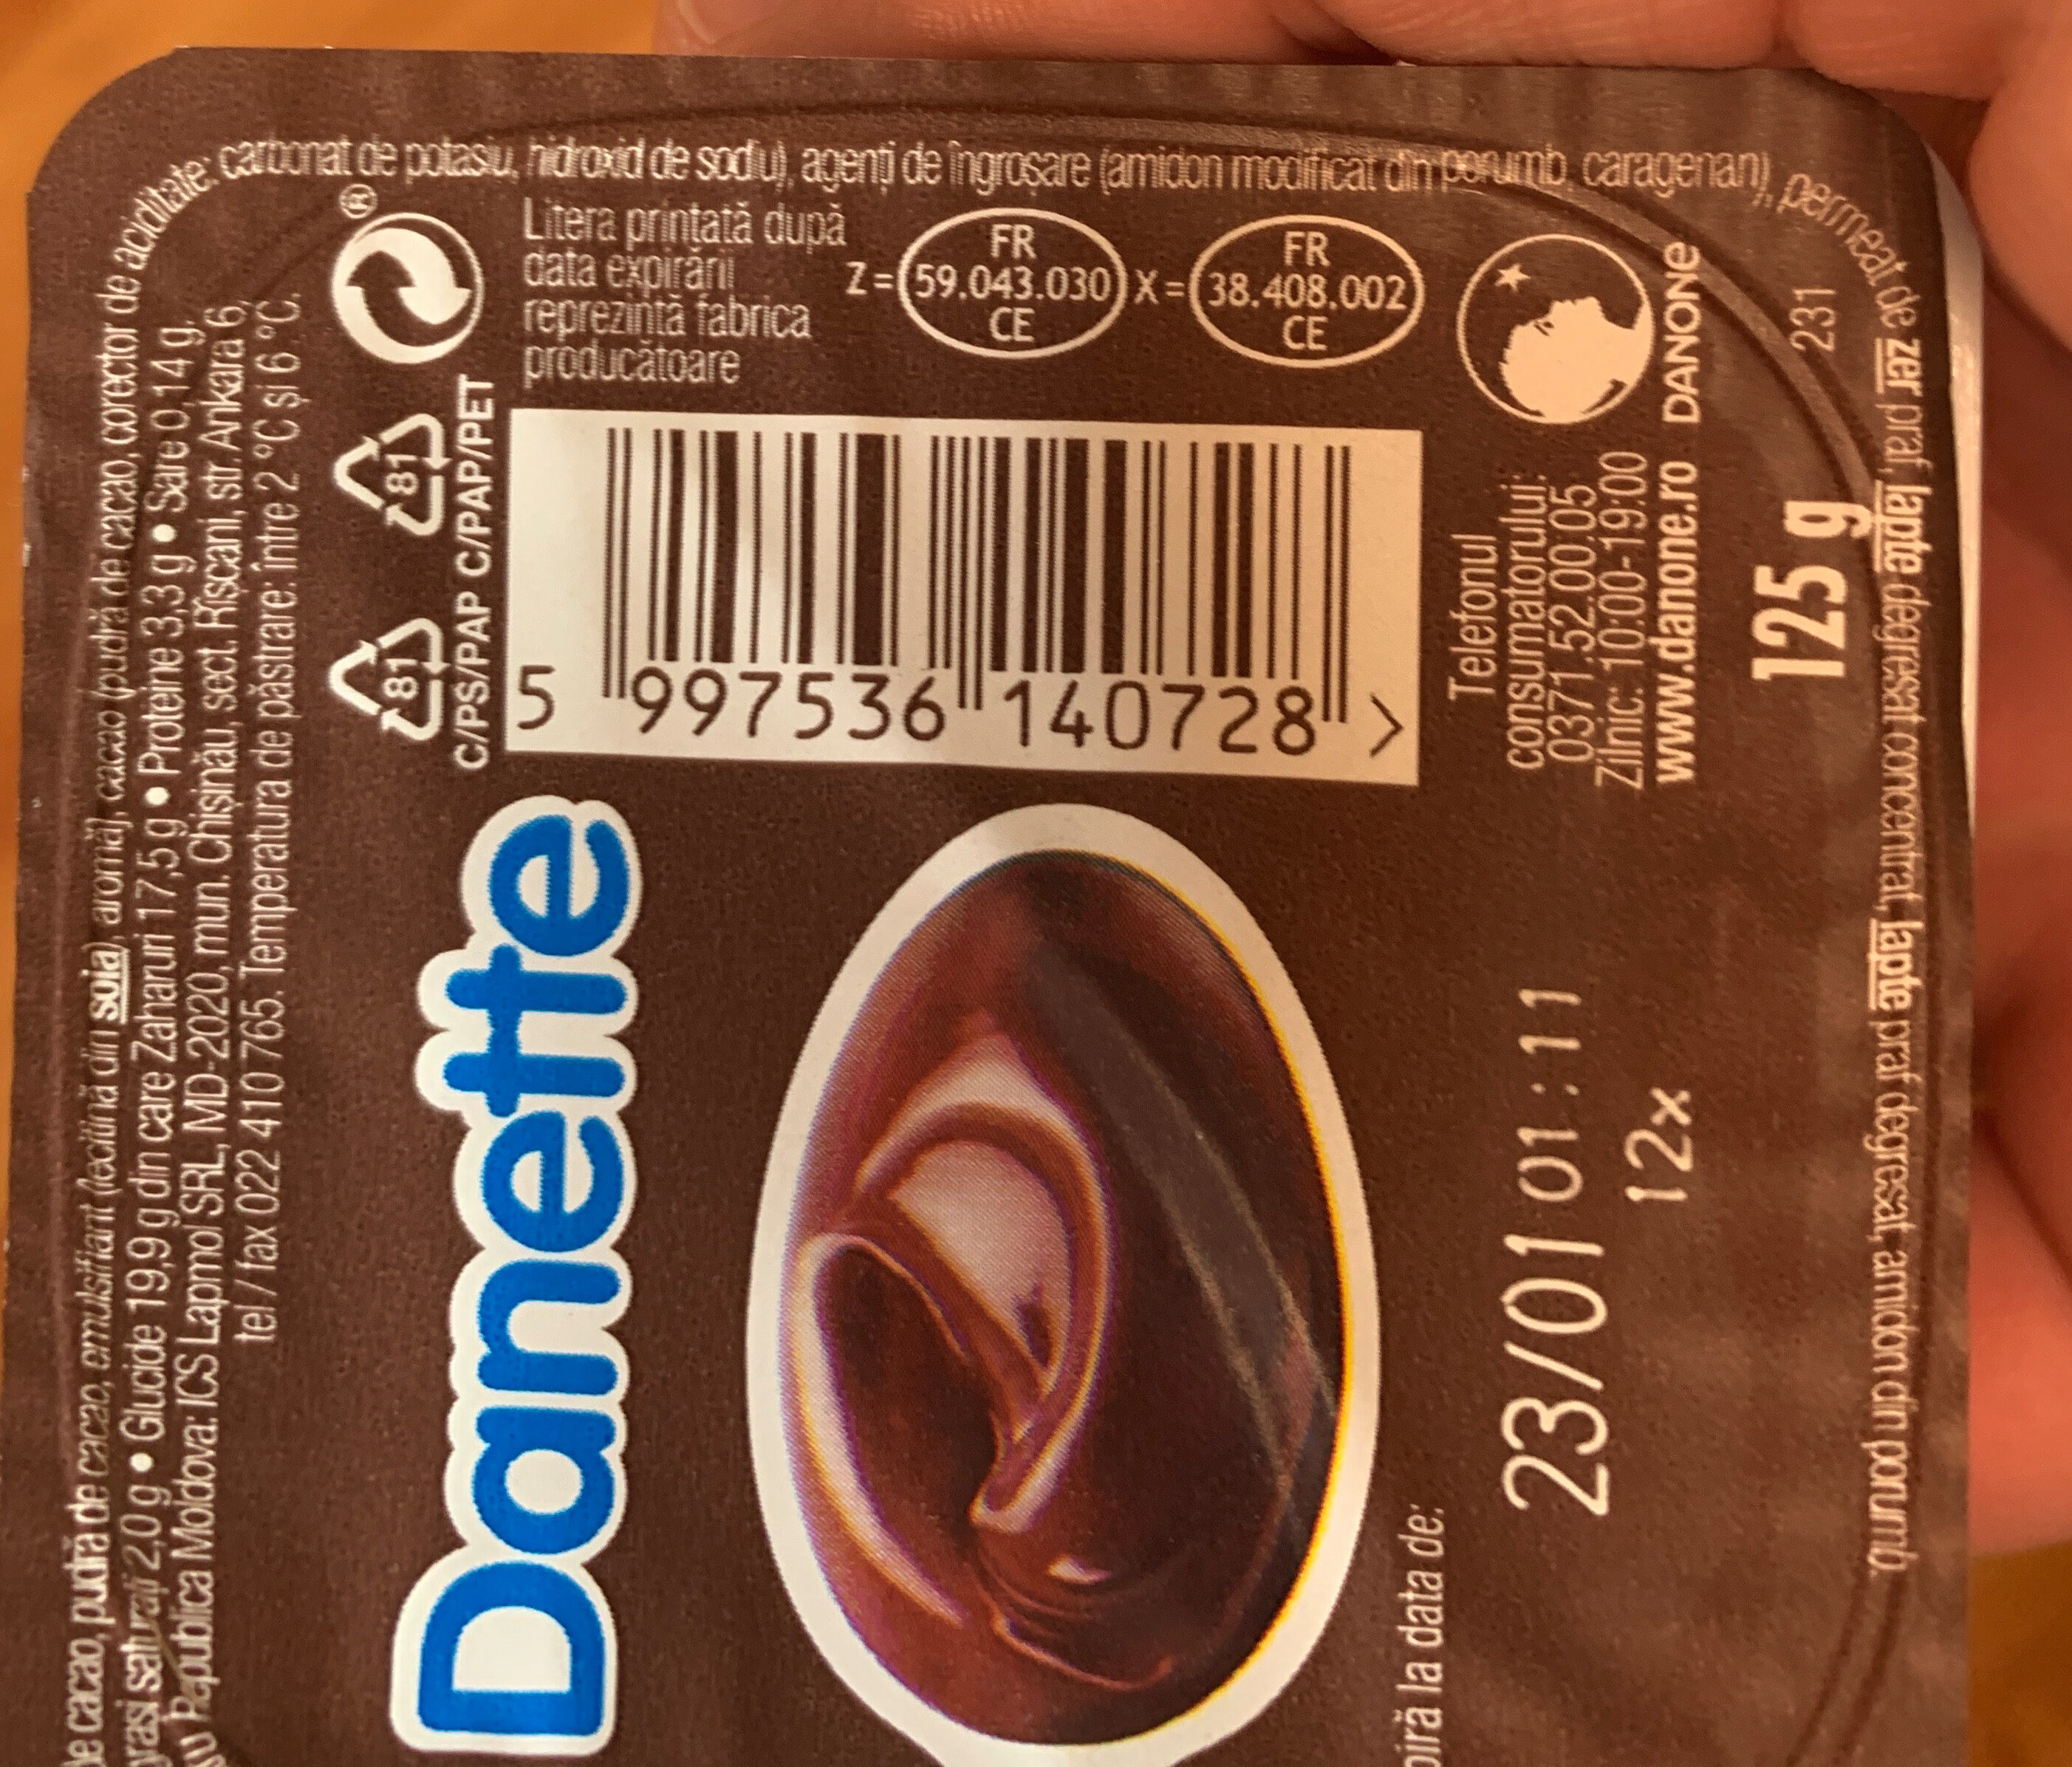 de cacao, pudră de cacao, emulsifiant (lecitină din soia), aromă], cacao (pudră de cacao, corector de aciditate: carbonat de potasiu, hidroxid de sodiu), agenți de îngroșare (amidon modificat din porumb, caragenan), permeat de zer praf, lapte degresat concentrat, lapte praf degresat, amidon din porumb.
grași saturați 2,0 g • Glucide 19,9 g din care Zaharuri 17,5 g • Proteine 3,3 g • Sare 0,14 g.
Republica Moldova: ICS Lapmol SRL, MD-2020, mun. Chișinău, sect. Rîșcani, str. Ankara 6,
tel / fax 022 410 765. Temperatura de păstrare: între 2 °C și 6 °C.
®
81
81
C/PS/PAP C/PAP/PET
Litera printată după
data expirării
reprezintă fabrica
producătoare
Z=
FR
59.043.030
CE
X=
FR
38.408.002
CE
5 997536 140728 >
DANONE
Telefonul
consumatorului:
0371.52.00.05
Zilnic: 10:00-19:00
www.danone.ro
231
125 g
Danette
la data de:
23/01 01:11
12x